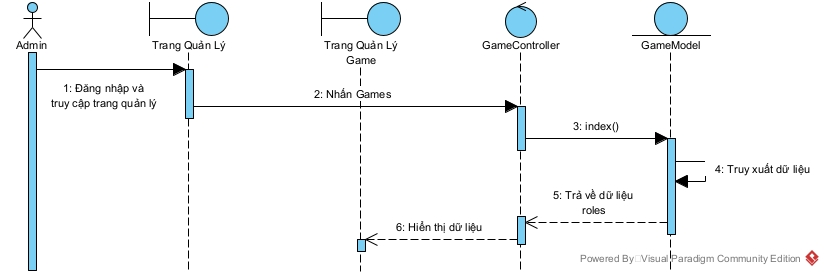 Admin
Trang Quản Lý
Trang Quản Lý
Game
GameController
GameModel
1: Đăng nhập và
truy cập trang quản lý
2: Nhấn Games
3: index()
4: Truy xuất dữ liệu
5: Trả về dữ liệu
roles
6: Hiển thị dữ liệu
Powered By Visual Paradigm Community Edition